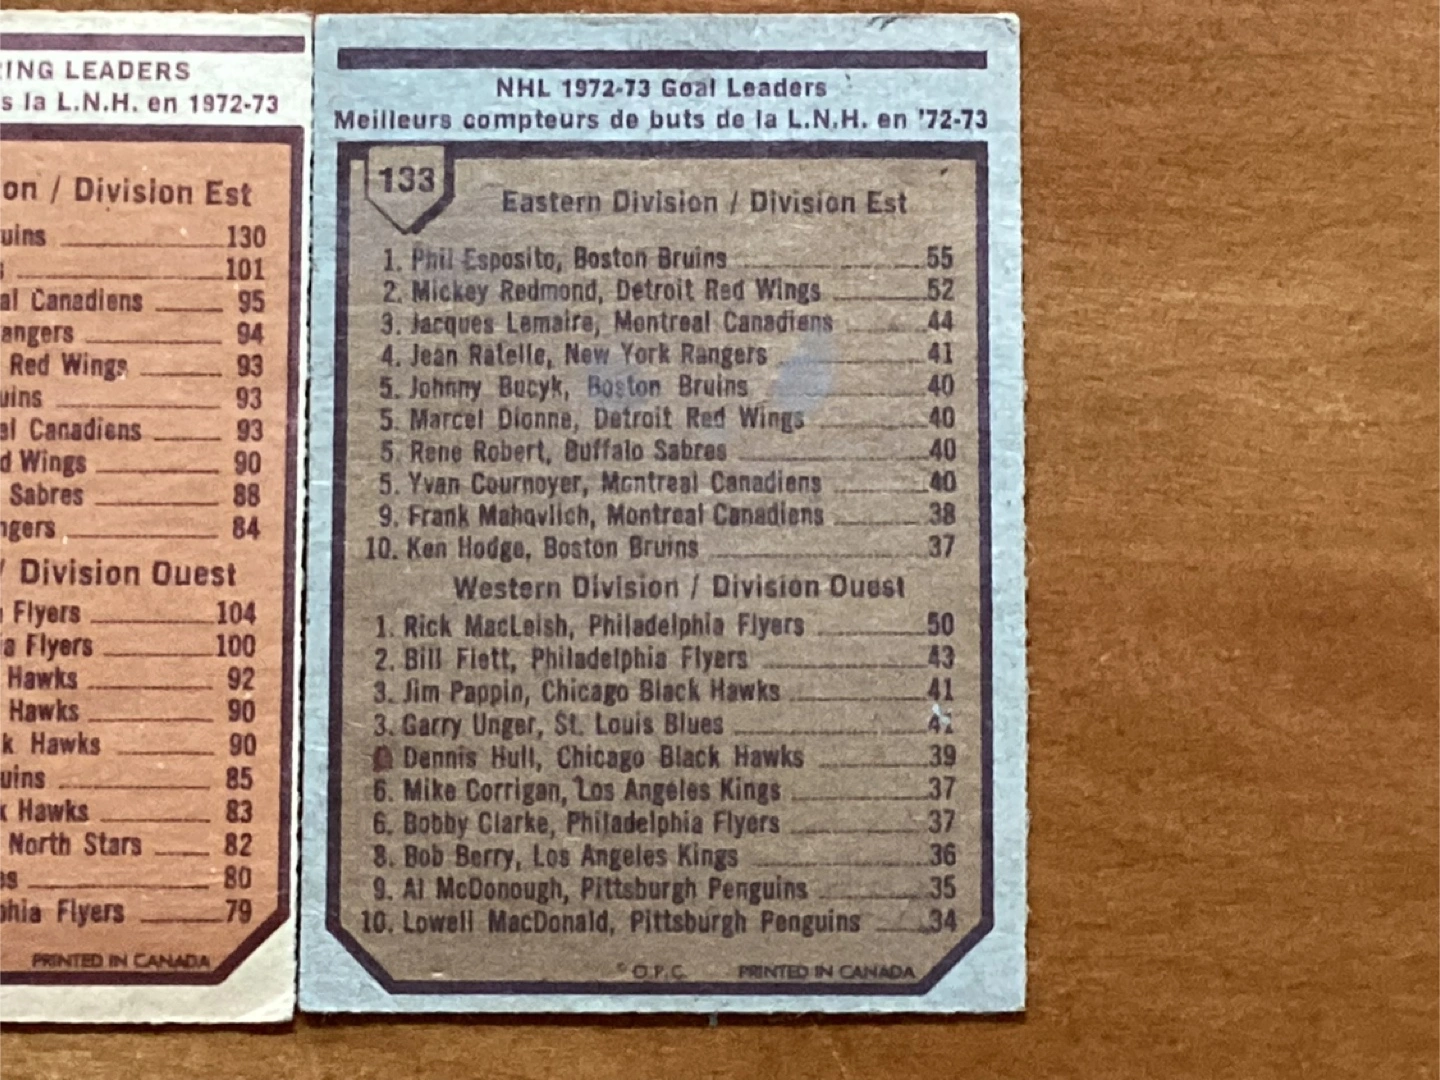 ING LEADERS
s la L.N.H. en 1972-73
on / Division Est
uins 130
101
al Canadiens 95
angers 94
Red Wings 93
uins 93
al Canadiens 93
d Wings 90
Sabres 88
ngers 84
/ Division Ouest
Flyers 104
a Flyers 100
Hawks 92
Hawks 90
k Hawks 90
uins 85
k Hawks 83
North Stars 82
es 80
phia Flyers 79
PRINTED IN CANADA
NHL 1972-73 Goal Leaders
Meilleurs compteurs de buts de la L.N.H. en '72-73
133
Eastern Division / Division Est
1. Phil Esposito, Boston Bruins 55
2. Mickey Redmond, Detroit Red Wings 52
3. Jacques Lemaire, Montreal Canadiens 44
4. Jean Ratelle, New York Rangers 41
5. Johnny Bucyk, Boston Bruins 40
5. Marcel Dionne, Detroit Red Wings 40
5. Rene Robert, Buffalo Sabres 40
5. Yvan Cournoyer, Montreal Canadiens 40
9. Frank Mahovlich, Montreal Canadiens 38
10. Ken Hodge, Boston Bruins 37
Western Division / Division Ouest
1. Rick MacLeish, Philadelphia Flyers 50
2. Bill Flett, Philadelphia Flyers 43
3. Jim Pappin, Chicago Black Hawks 41
3. Garry Unger, St. Louis Blues 41
Dennis Hull, Chicago Black Hawks 39
6. Mike Corrigan, Los Angeles Kings 37
6. Bobby Clarke, Philadelphia Flyers 37
8. Bob Berry, Los Angeles Kings 36
9. Al McDonough, Pittsburgh Penguins 35
10. Lowell MacDonald, Pittsburgh Penguins 34
© O.P.C. PRINTED IN CANADA